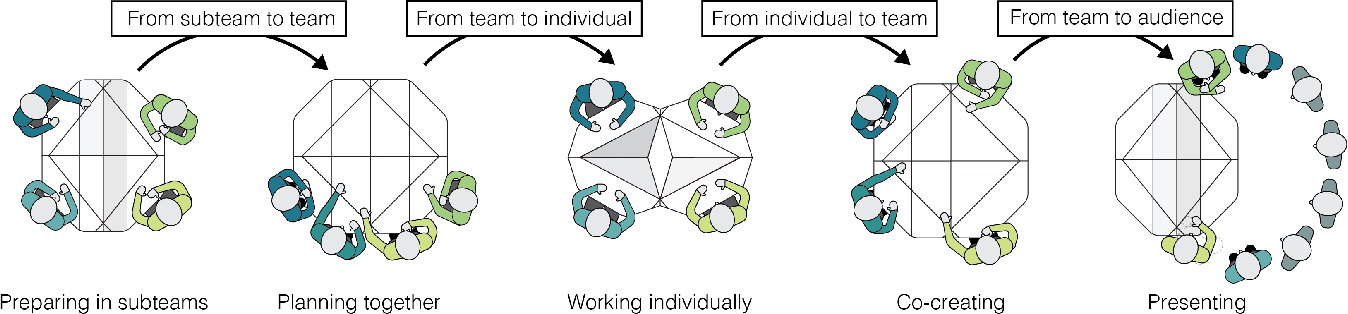 From subteam to team
From team to individual
From individual to team
From team to audience
Preparing in subteams
Planning together
Working individually
Co-creating
Presenting